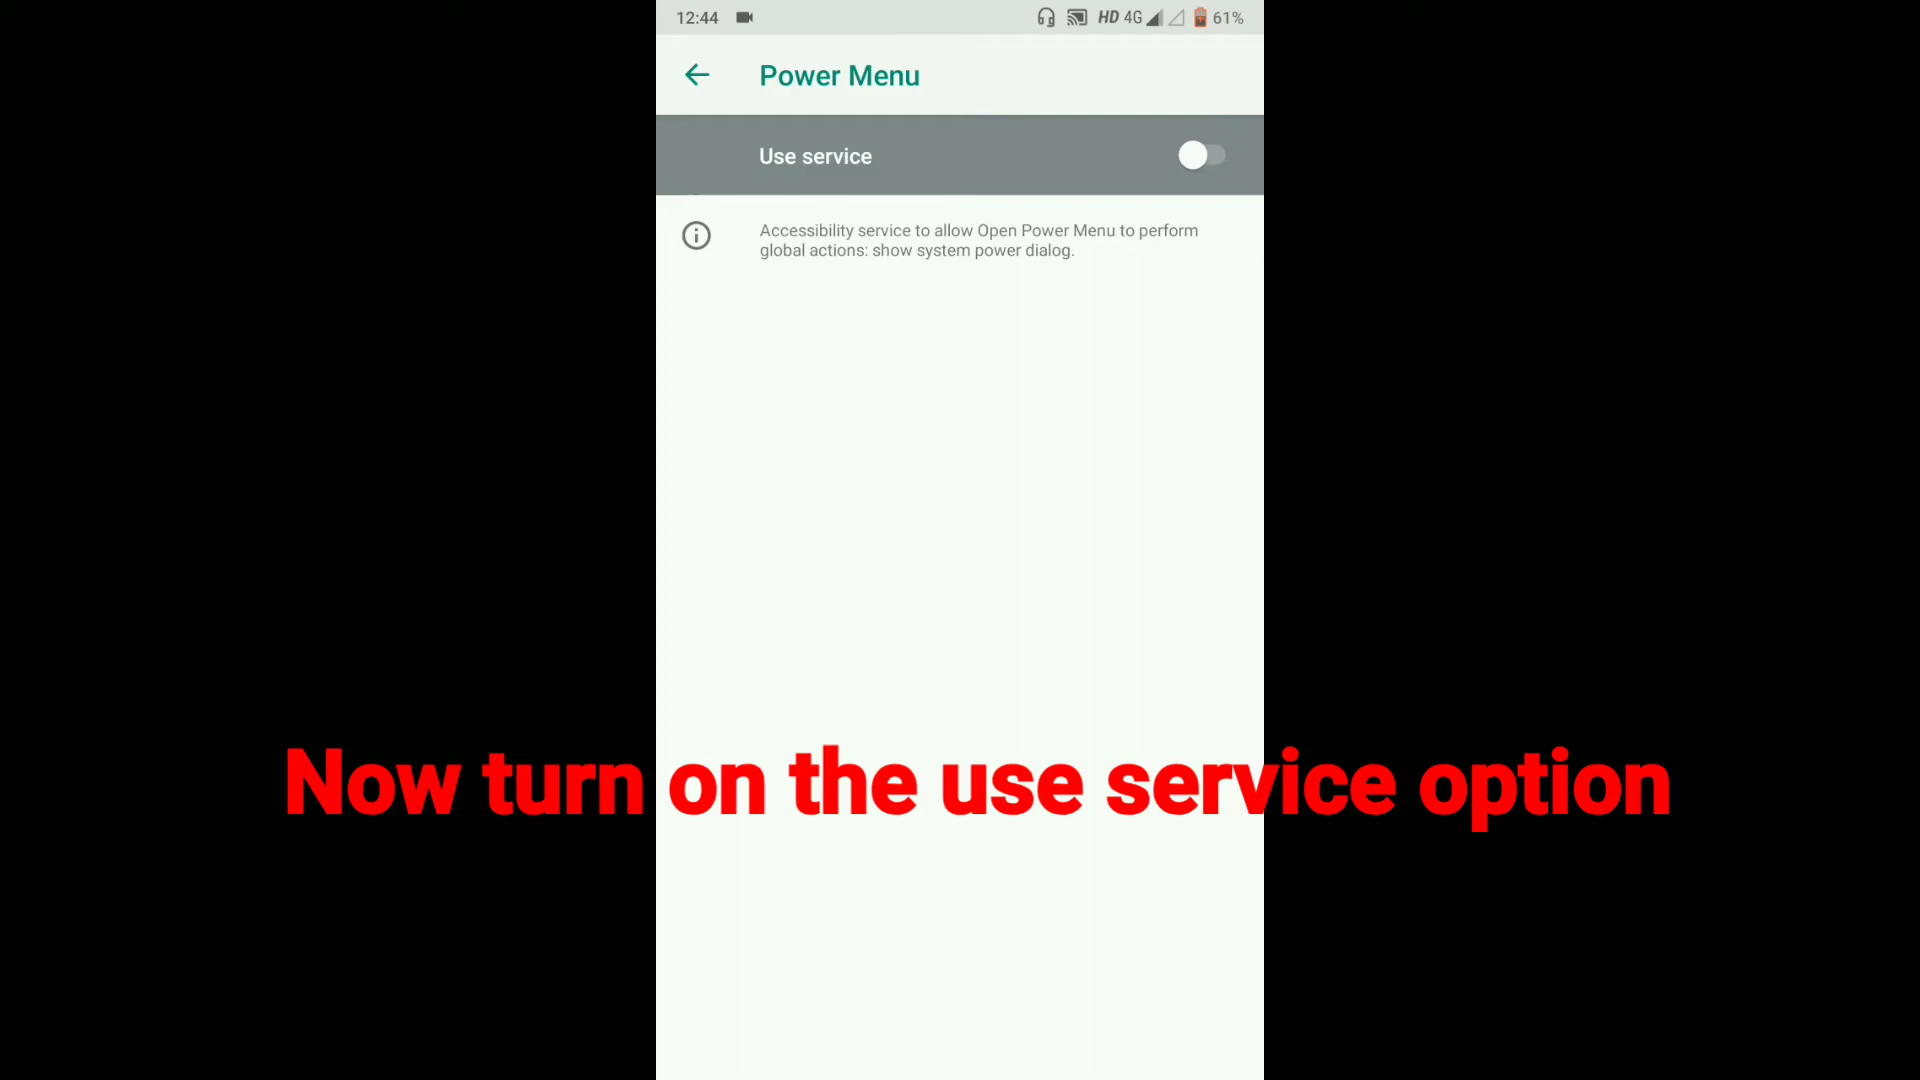 12:44 HD 4G 61%
Power Menu
Use service
Accessibility service to allow Open Power Menu to perform
global actions: show system power dialog.
Now turn on the use service option